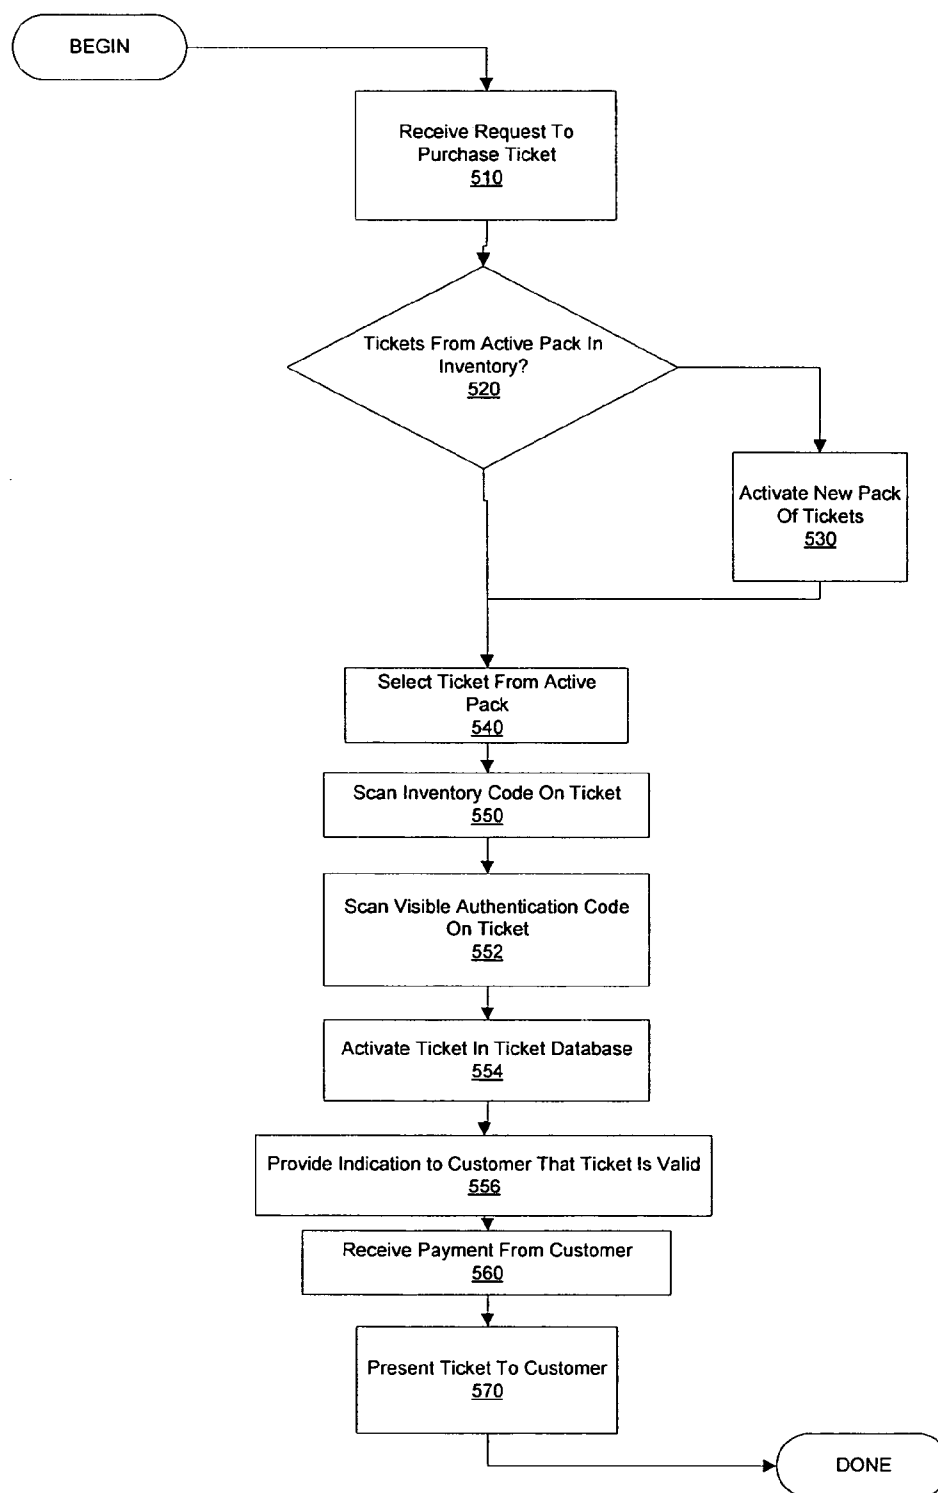 BEGIN
Receive Request To
Purchase Ticket
510
Tickets From Active Pack In
Inventory?
520
Activate New Pack
Of Tickets
530
Select Ticket From Active
Pack
540
Scan Inventory Code On Ticket
550
Scan Visible Authentication Code
On Ticket
552
Activate Ticket In Ticket Database
554
Provide Indication to Customer That Ticket Is Valid
556
Receive Payment From Customer
560
Present Ticket To Customer
570
DONE